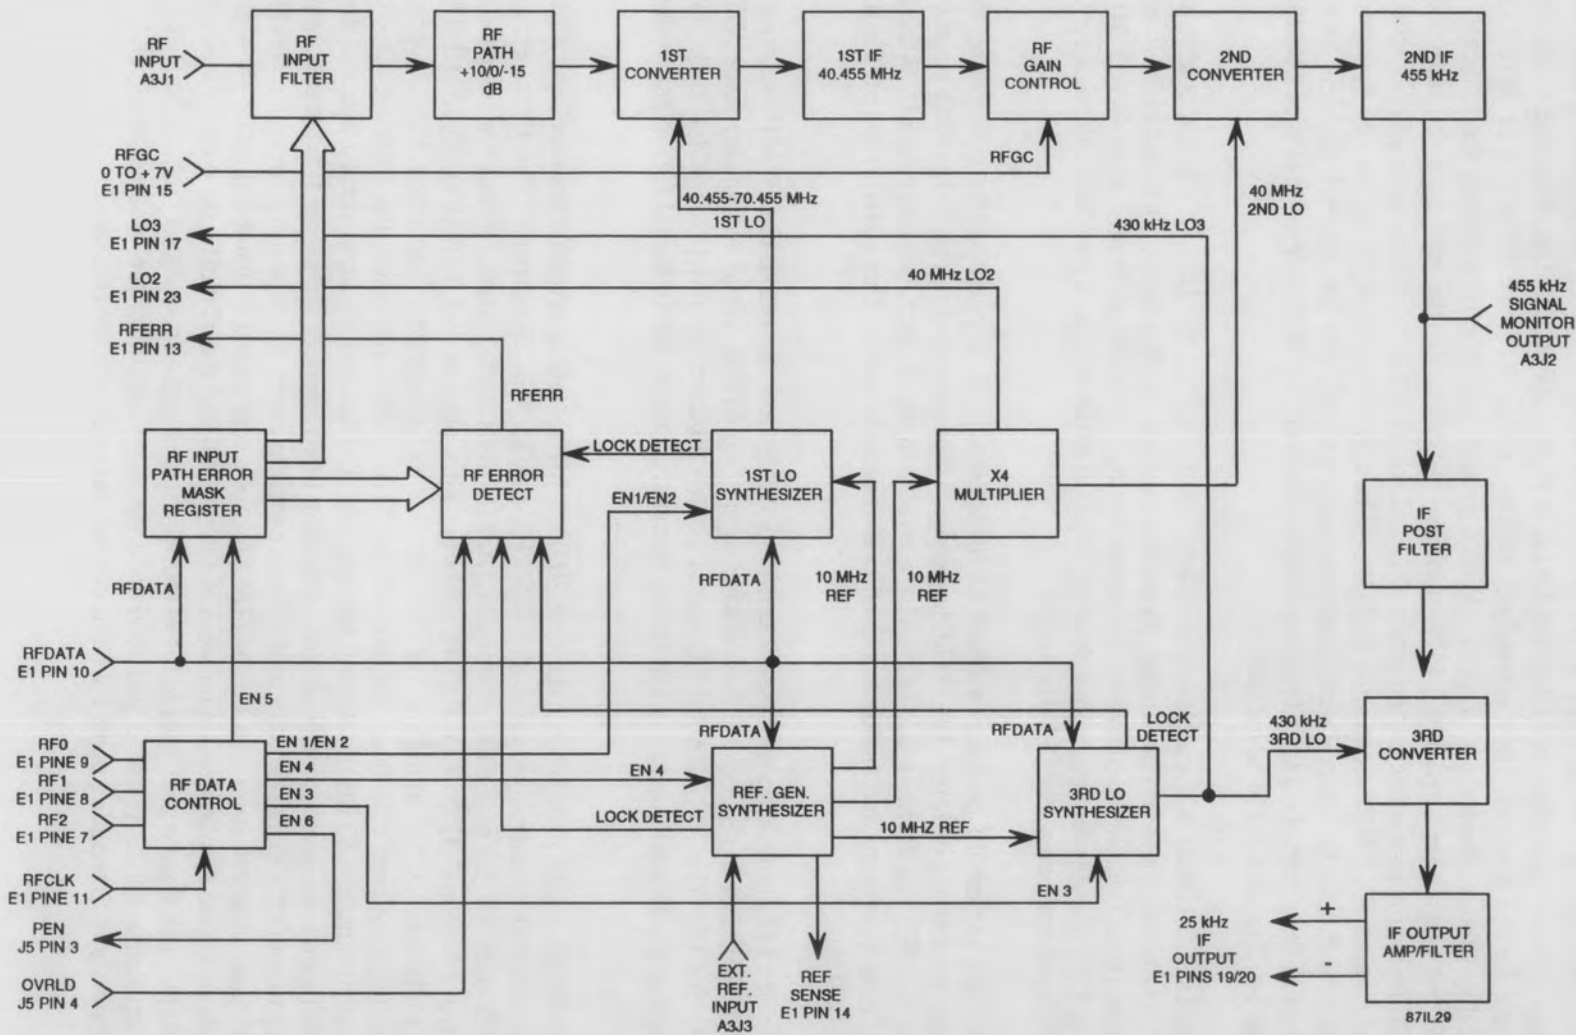 RF
INPUT
A3J1
RF
INPUT
FILTER
RF
PATH
+10/0/-15
dB
1ST
CONVERTER
1ST IF
40.455 MHz
RF
GAIN
CONTROL
2ND
CONVERTER
2ND IF
455 kHz
RFGC
0 TO + 7V
E1 PIN 15
RFGC
40.455-70.455 MHz
1ST LO
40 MHz
2ND LO
LO3
E1 PIN 17
430 kHz LO3
LO2
E1 PIN 23
40 MHz LO2
455 kHz
SIGNAL
MONITOR
OUTPUT
A3J2
RFERR
E1 PIN 13
RFERR
RF INPUT
PATH ERROR
MASK
REGISTER
RF ERROR
DETECT
LOCK DETECT
EN1/EN2
1ST LO
SYNTHESIZER
X4
MULTIPLIER
IF
POST
FILTER
RFDATA
RFDATA
10 MHz
REF
10 MHz
REF
RFDATA
E1 PIN 10
EN 5
RF0
E1 PINE 9
RF1
E1 PINE 8
RF2
E1 PINE 7
RF DATA
CONTROL
EN 1/EN 2
EN 4
EN 3
EN 6
RFDATA
EN 4
LOCK DETECT
REF. GEN.
SYNTHESIZER
10 MHZ REF
RFDATA
LOCK
DETECT
3RD LO
SYNTHESIZER
430 kHz
3RD LO
3RD
CONVERTER
RFCLK
E1 PINE 11
EN 3
PEN
J5 PIN 3
OVRLD
J5 PIN 4
EXT.
REF.
INPUT
A3J3
REF
SENSE
E1 PIN 14
25 kHz
IF
OUTPUT
E1 PINS 19/20
+
-
IF OUTPUT
AMP/FILTER
87IL29